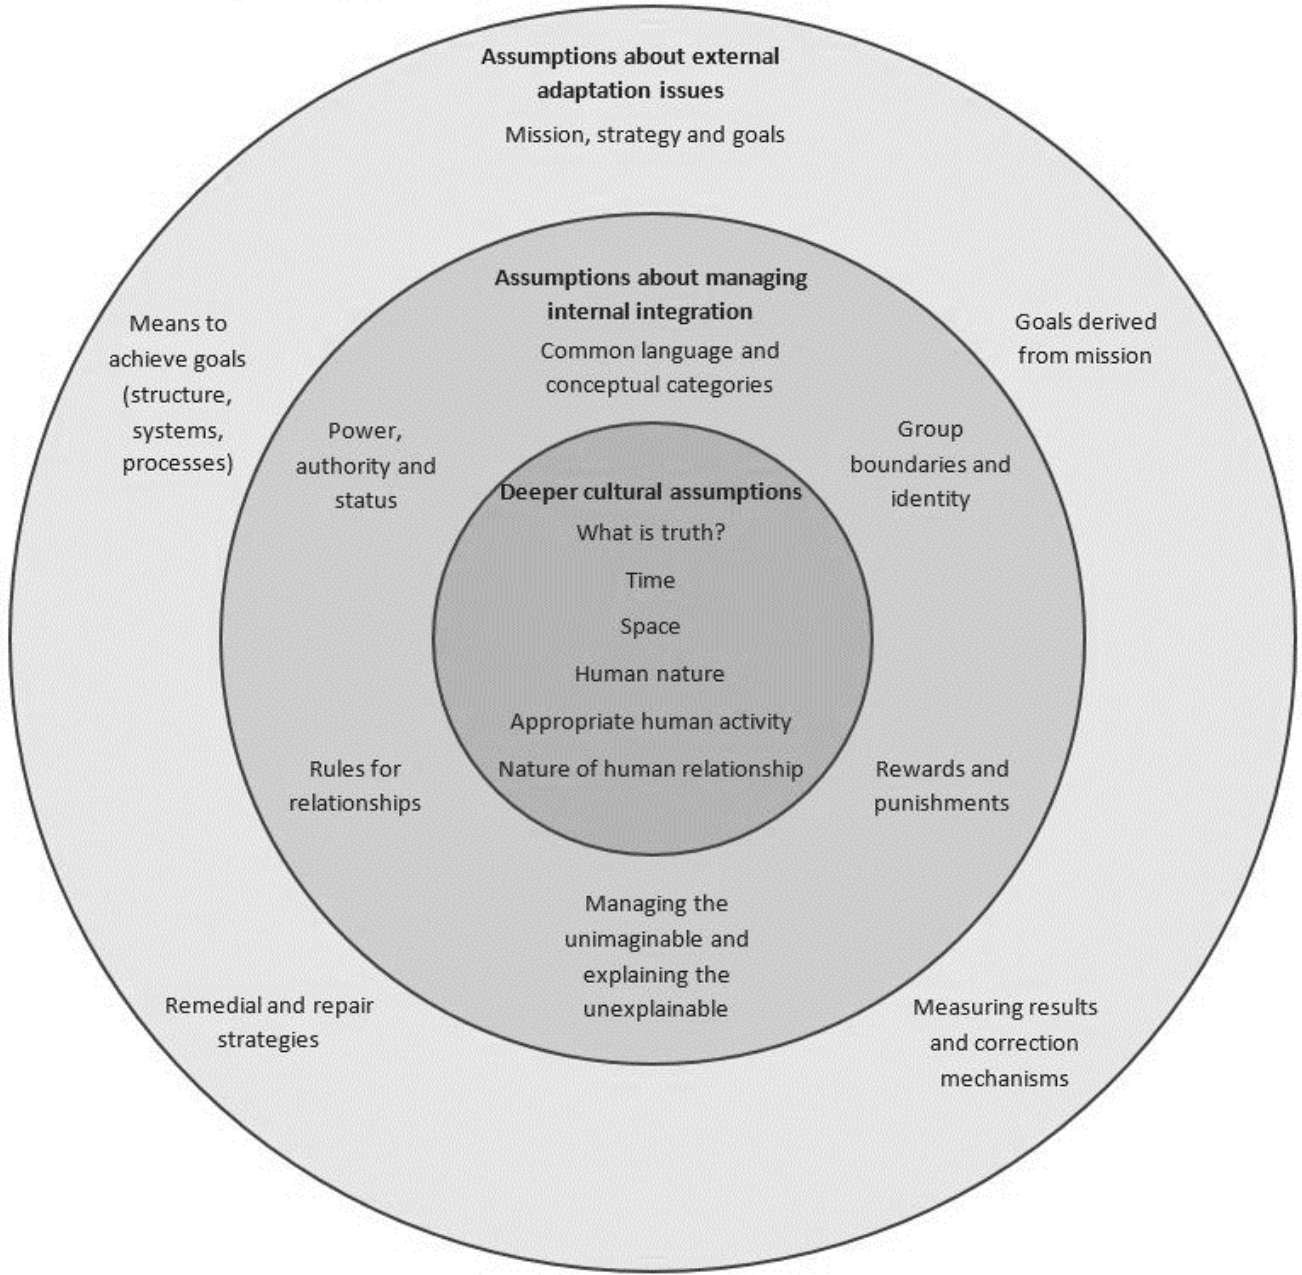 Assumptions about external
adaptation issues
Mission, strategy and goals
Assumptions about managing
internal integration
Common language and
conceptual categories
Means to
achieve goals
(structure,
systems,
processes)
Goals derived
from mission
Power,
authority and
status
Group
boundaries and
identity
Deeper cultural assumptions
What is truth?
Time
Space
Human nature
Appropriate human activity
Nature of human relationship
Rules for
relationships
Rewards and
punishments
Managing the
unimaginable and
explaining the
unexplainable
Remedial and repair
strategies
Measuring results
and correction
mechanisms